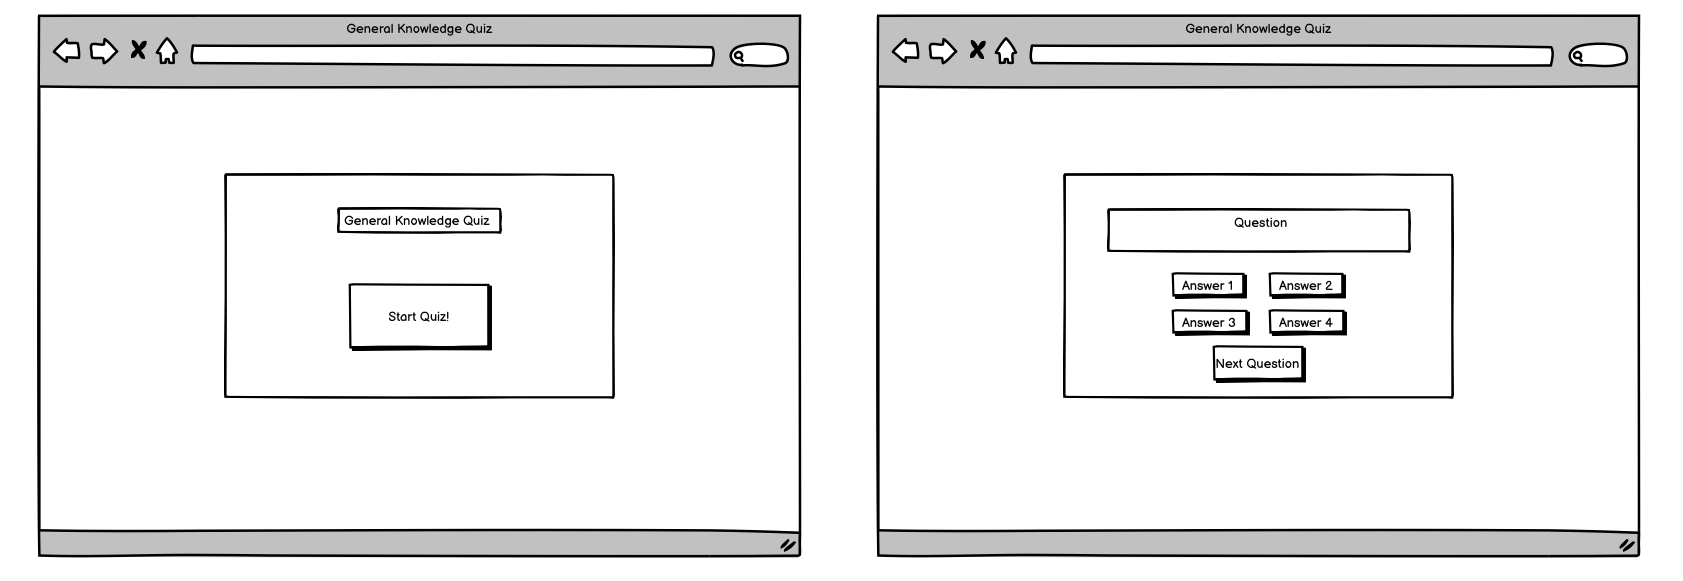 General Knowledge Quiz
General Knowledge Quiz
Start Quiz!
General Knowledge Quiz
Question
Answer 1
Answer 2
Answer 3
Answer 4
Next Question